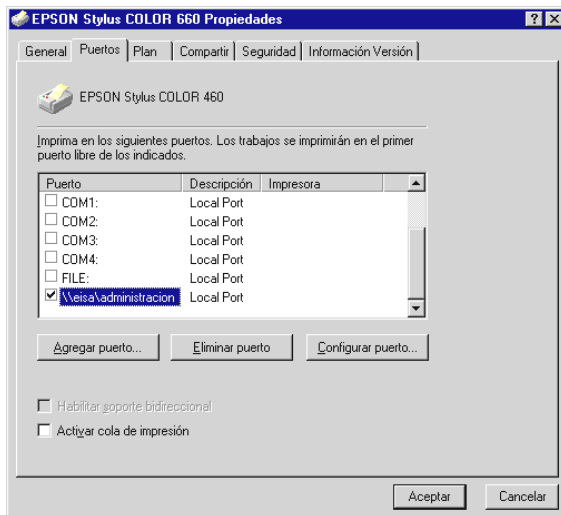 EPSON Stylus COLOR 660 Propiedades
General Puertos Plan Compartir Seguridad Información Versión
EPSON Stylus COLOR 460
Imprima en los siguientes puertos. Los trabajos se imprimirán en el primer
puerto libre de los indicados.
Puerto Descripción Impresora
COM1: Local Port
COM2: Local Port
COM3: Local Port
COM4: Local Port
FILE: Local Port
\\eisa\administracion Local Port
Agregar puerto... Eliminar puerto Configurar puerto...
Habilitar soporte bidireccional
Activar cola de impresión
Aceptar Cancelar